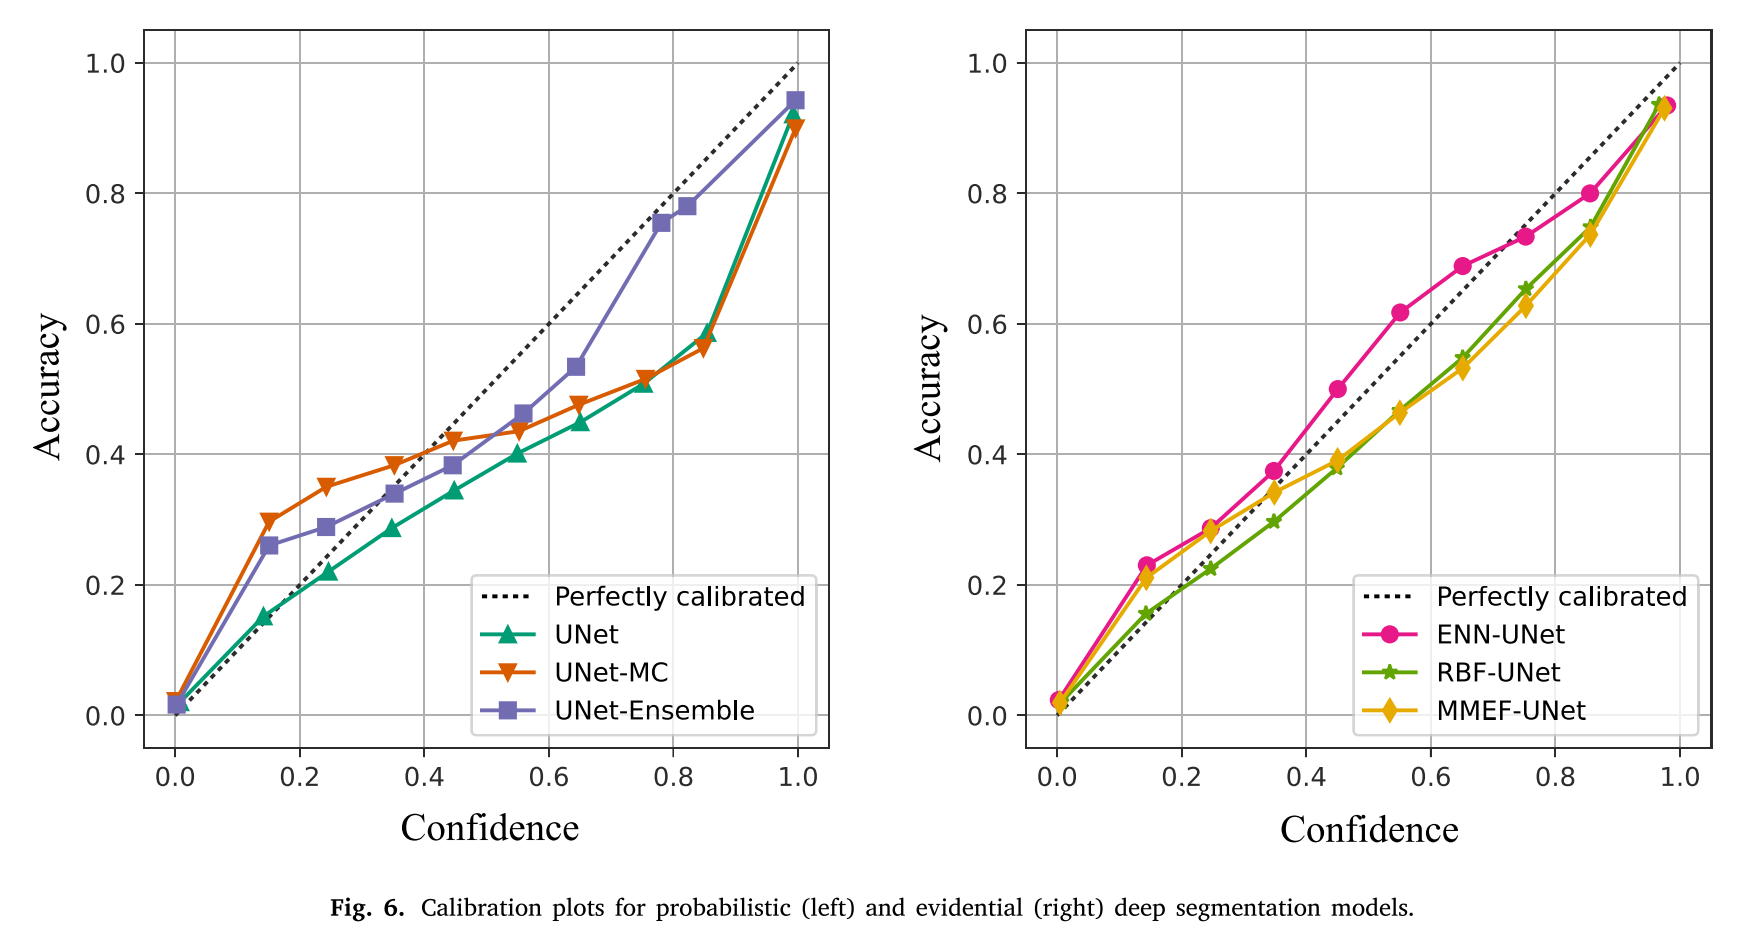 1.0
0.8
0.6
0.4
0.2
0.0
Accuracy
0.0 0.2 0.4 0.6 0.8 1.0
Confidence
Perfectly calibrated
UNet
UNet-MC
UNet-Ensemble
1.0
0.8
0.6
0.4
0.2
0.0
Accuracy
0.0 0.2 0.4 0.6 0.8 1.0
Confidence
Perfectly calibrated
ENN-UNet
RBF-UNet
MMEF-UNet
Fig. 6. Calibration plots for probabilistic (left) and evidential (right) deep segmentation models.